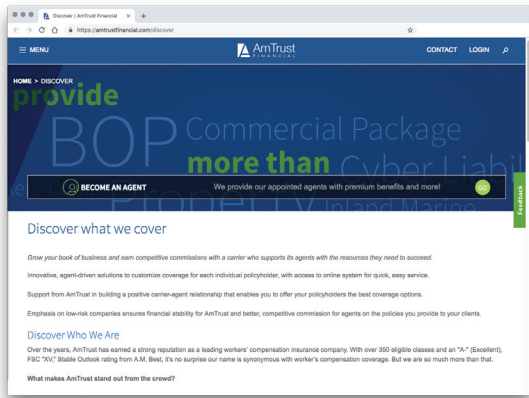 Discover | AmTrust Financial
https://amtrustfinancial.com/discover
MENU
AmTrust
FINANCIAL
CONTACT LOGIN
HOME > DISCOVER
provide
BOP Commercial Package
more than Cyber Liabil
BECOME AN AGENT
We provide our appointed agents with premium benefits and more!
GO
Property Inland Marine
Feedback
Discover what we cover
Grow your book of business and earn competitive commissions with a carrier who supports its agents with the resources they need to succeed.
Innovative, agent-driven solutions to customize coverage for each individual policyholder, with access to online system for quick, easy service.
Support from AmTrust in building a positive carrier-agent relationship that enables you to offer your policyholders the best coverage options.
Emphasis on low-risk companies ensures financial stability for AmTrust and better, competitive commission for agents on the policies you provide to your clients.
Discover Who We Are
Over the years, AmTrust has earned a strong reputation as a leading workers' compensation insurance company. With over 350 eligible classes and an "A-" (Excellent),
FSC "XV," Stable Outlook rating from A.M. Best, it's no surprise our name is synonymous with worker's compensation coverage. But we are so much more than that.
What makes AmTrust stand out from the crowd?